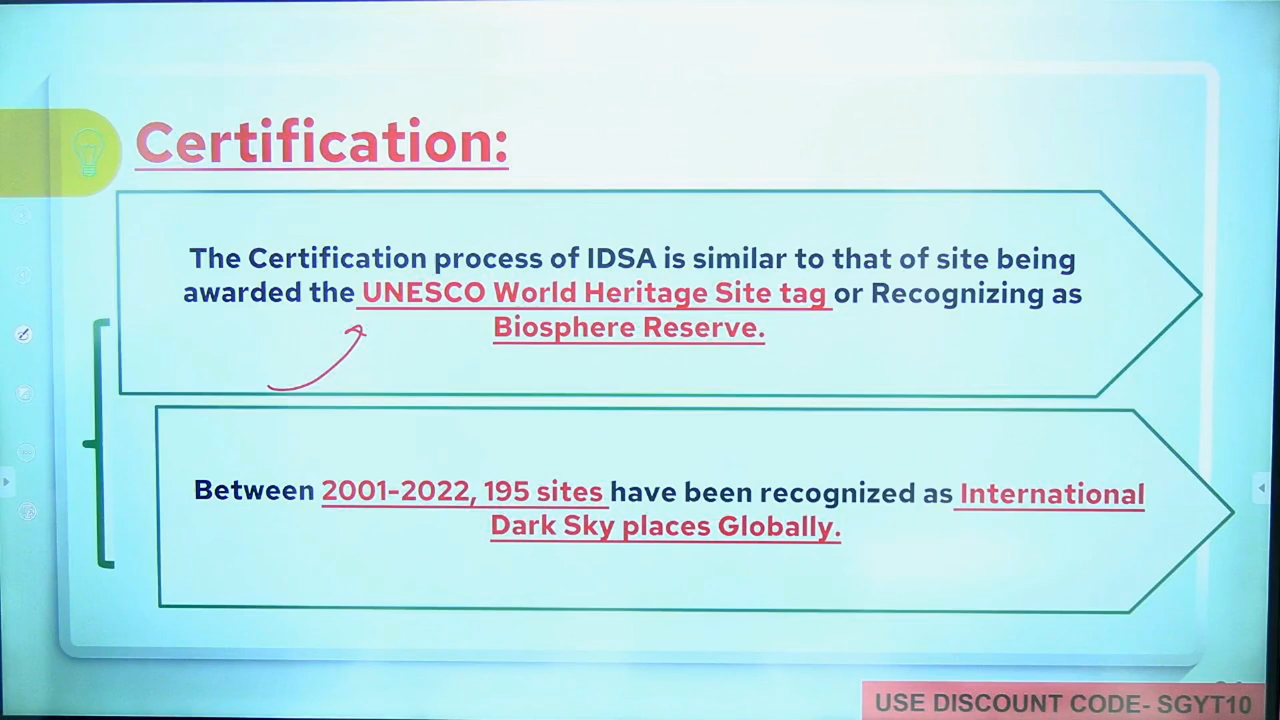 Certification:
The Certification process of IDSA is similar to that of site being
awarded the UNESCO World Heritage Site tag or Recognizing as
Biosphere Reserve.
Between 2001-2022, 195 sites have been recognized as International
Dark Sky places Globally.
USE DISCOUNT CODE- SGYT10